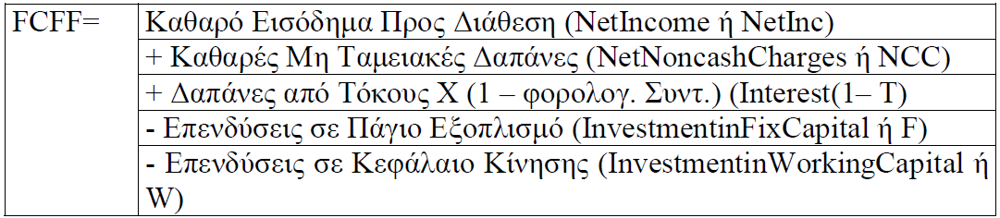 FCFF= Καθαρό Εισόδημα Προς Διάθεση (NetIncome ή NetInc)
+ Καθαρές Μη Ταμειακές Δαπάνες (NetNoncashCharges ή NCC)
+ Δαπάνες από Τόκους Χ (1 – φορολογ. Συντ.) (Interest(1– T)
- Επενδύσεις σε Πάγιο Εξοπλισμό (InvestmentinFixCapital ή F)
- Επενδύσεις σε Κεφάλαιο Κίνησης (InvestmentinWorkingCapital ή
W)